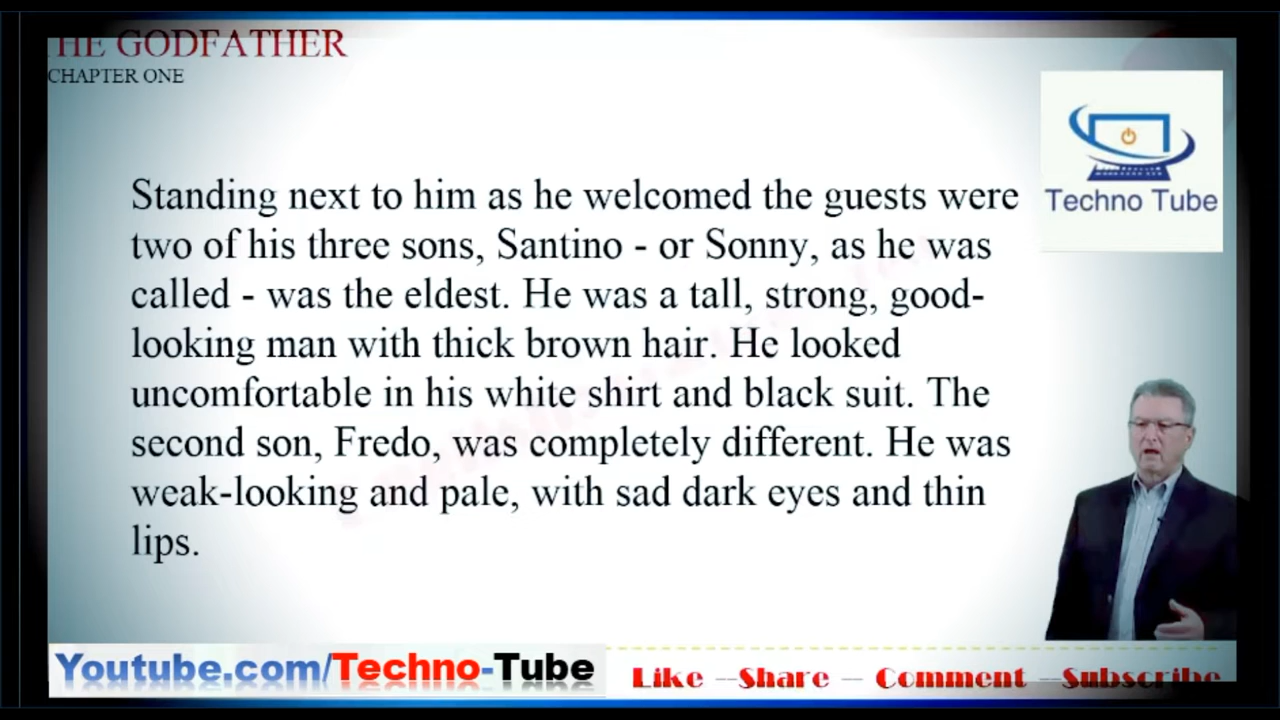 THE GODFATHER
CHAPTER ONE
Techno Tube
Standing next to him as he welcomed the guests were
two of his three sons, Santino - or Sonny, as he was
called - was the eldest. He was a tall, strong, good-
looking man with thick brown hair. He looked
uncomfortable in his white shirt and black suit. The
second son, Fredo, was completely different. He was
weak-looking and pale, with sad dark eyes and thin
lips.
Youtube.com/Techno-Tube
Like --Share -- Comment --Subscribe